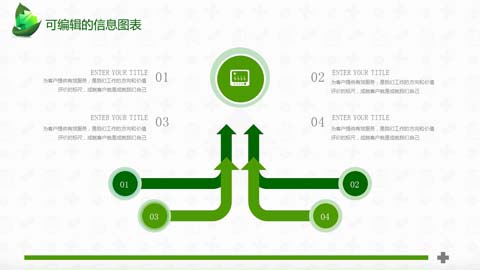 可编辑的信息图表
ENTER YOUR TITLE 01
为客户提供有效服务，是我们工作的方向和价值
评价的标尺，成就客户就是成就我们自己
02 ENTER YOUR TITLE
为客户提供有效服务，是我们工作的方向和价值
评价的标尺，成就客户就是成就我们自己
ENTER YOUR TITLE 03
为客户提供有效服务，是我们工作的方向和价值
评价的标尺，成就客户就是成就我们自己
04 ENTER YOUR TITLE
为客户提供有效服务，是我们工作的方向和价值
评价的标尺，成就客户就是成就我们自己
01
02
03
04